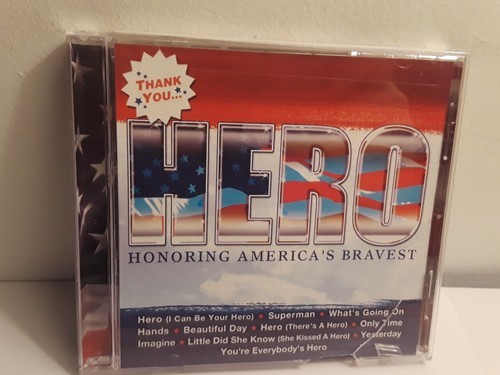 THANK
YOU...
HERO
HONORING AMERICA'S BRAVEST
Hero (I Can Be Your Hero) ★ Superman ★ What's Going On
Hands ★ Beautiful Day ★ Hero (There's A Hero) ★ Only Time
Imagine ★ Little Did She Know (She Kissed A Hero) ★ Yesterday
You're Everybody's Hero